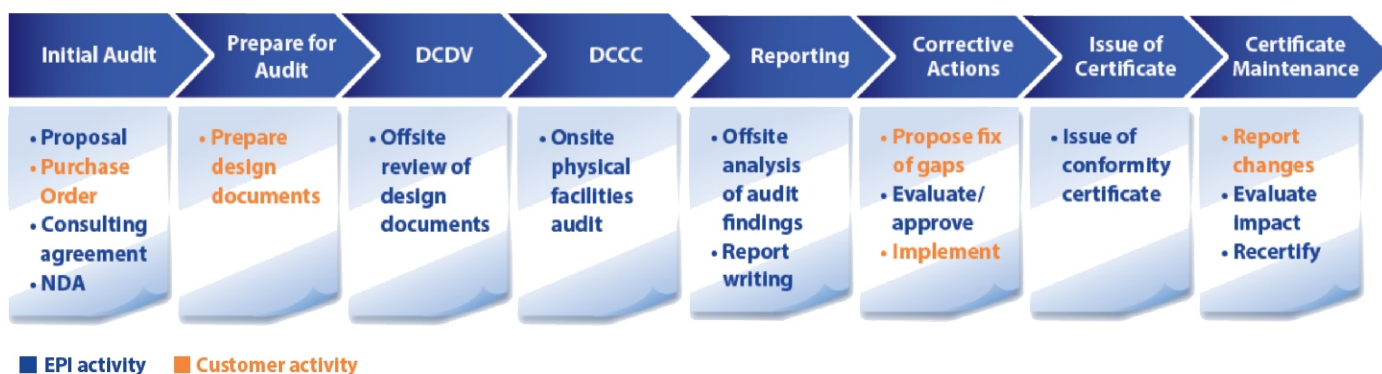 Initial Audit
Prepare for
Audit
DCDV
DCCC
Reporting
Corrective
Actions
Issue of
Certificate
Certificate
Maintenance
• Proposal
• Purchase
Order
• Consulting
agreement
• NDA
• Prepare
design
documents
• Offsite
review of
design
documents
• Onsite
physical
facilities
audit
• Offsite
analysis
of audit
findings
• Report
writing
• Propose fix
of gaps
• Evaluate/
approve
• Implement
• Issue of
conformity
certificate
• Report
changes
• Evaluate
impact
• Recertify
EPI activity
Customer activity